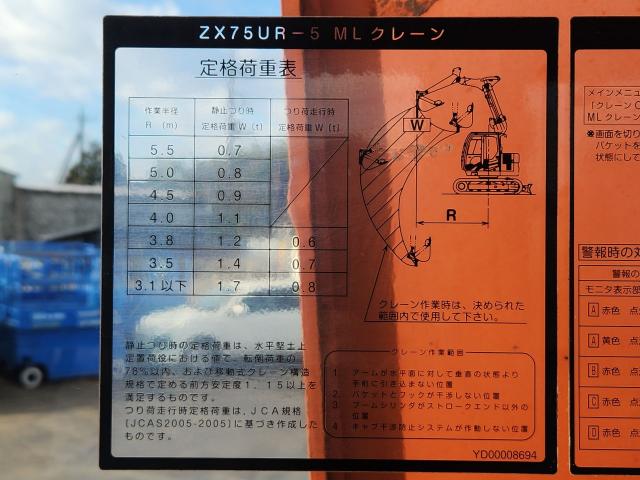 ZX75UR-5 MLクレーン
定格荷重表
作業半径 R (m) 静止つり時 定格荷重W(t) つり荷走行時 定格荷重W(t)
5.5 0.7
5.0 0.8
4.5 0.9
4.0 1.1
3.8 1.2 0.6
3.5 1.4 0.7
3.1以下 1.7 0.8
W
R
クレーン作業時は、決められた
範囲内で使用して下さい。
静止つり時の定格荷重は、水平堅土上
定置荷役における値で、転倒荷重の
78%以内、および移動式クレーン構造
規格で定める前方安定度1.15以上を
満足するものです。
つり荷走行時定格荷重は、JCA規格
[JCAS2005-2005]に基づき作成した
ものです。
クレーン作業範囲
1. アームが水平面に対して垂直の状態より
手前に引き込まない位置
2. バケットとフックが干渉しない位置
3. ブームシリンダがストロークエンド以外の
位置
4. キャブ干渉防止システムが作動しない位置
YD00008694
メインメニュ
「クレーンC
MLクレーン
※画面を切り
バケットを
状態にして
警報時の対
警報の
モニタ表示部
A 赤色 点
A 黄色 点
B 赤色 点
C 赤色 点
D 赤色 点